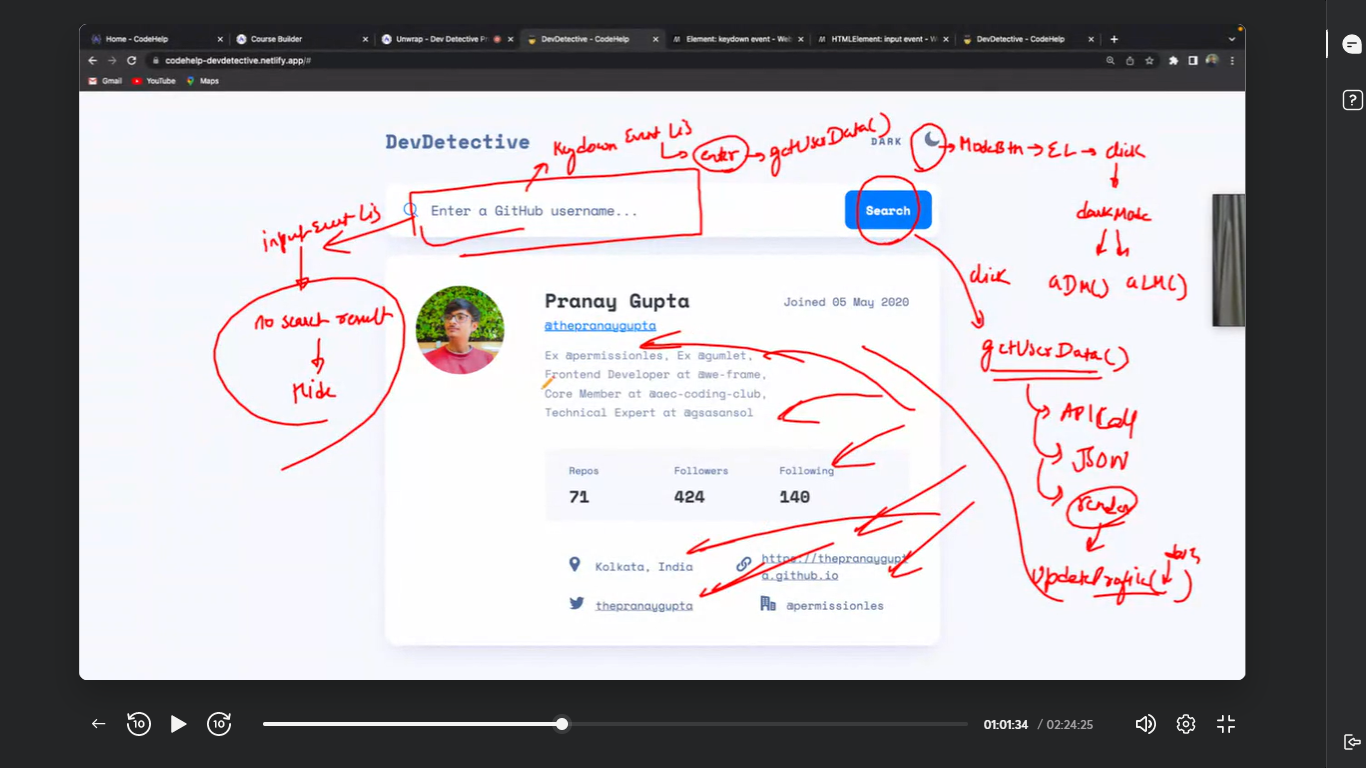 Home - CodeHelp
Course Builder
Unwrap - Dev Detective Pr
DevDetective - CodeHelp
Element: keydown event - Web
HTMLElement: input event - W
DevDetective - CodeHelp
codehelp-devdetective.netlify.app/#
Gmail YouTube Maps
DevDetective
Keydown Event Lis
enter → getUserData()
DARK
→ ModeBtn → EL → click
darkMode
aDM() aLM()
Enter a GitHub username...
Search
input Event Lis
no search result
Hide
click
getUserData()
API Call
JSON
render
UpdateProfile( )
Pranay Gupta
Joined 05 May 2020
@thepranaygupta
Ex @permissionles, Ex @gumlet,
Frontend Developer at @we-frame,
Core Member at @aec-coding-club,
Technical Expert at @gsasansol
Repos Followers Following
71 424 140
Kolkata, India
https://thepranaygupt
a.github.io
thepranaygupta
@permissionles
10
10
01:01:34 / 02:24:25